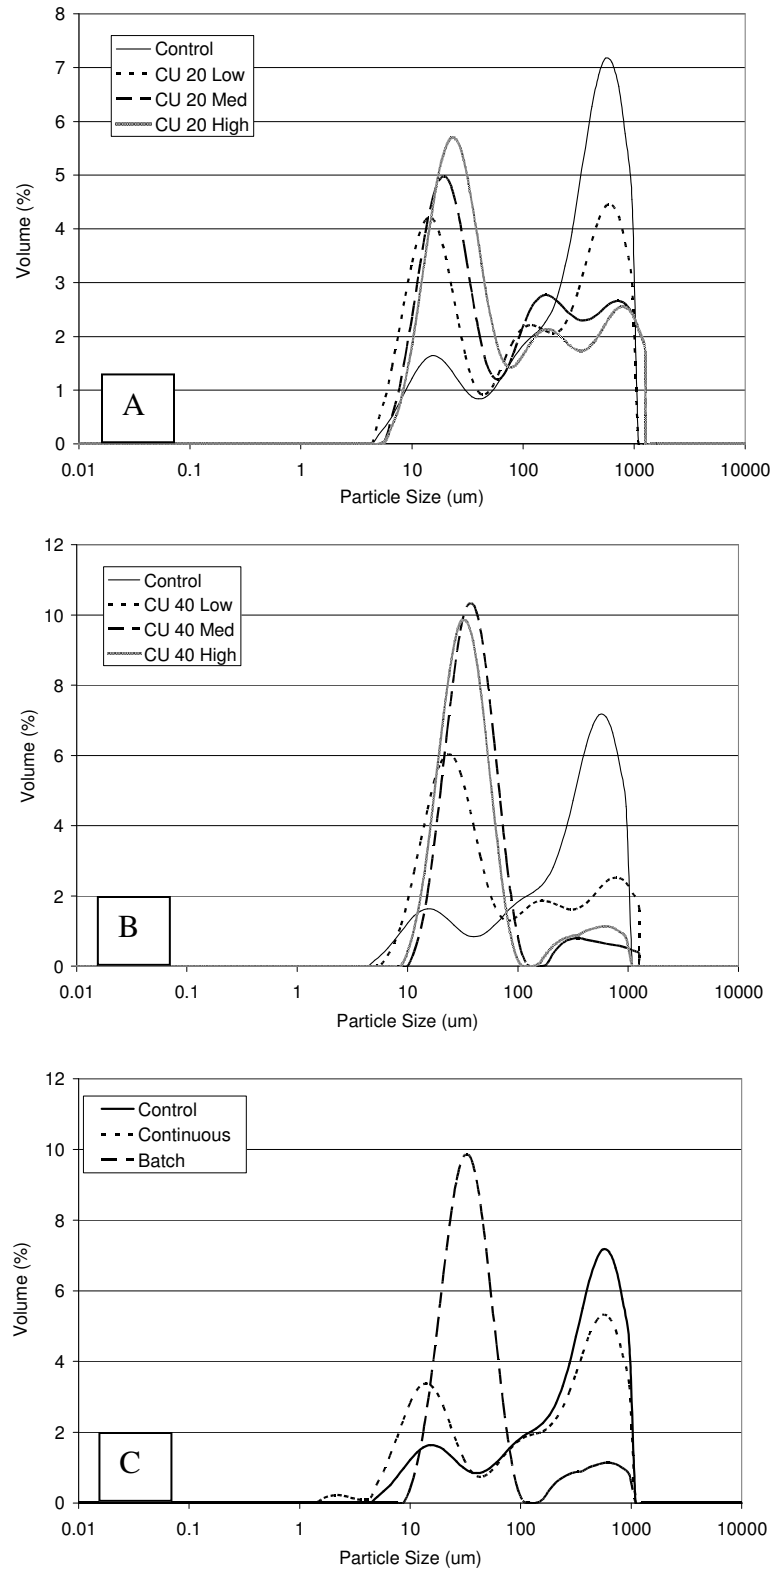 8
Control
CU 20 Low
CU 20 Med
CU 20 High
7
6
5
4
3
2
1
0
Volume (%)
A
0.01 0.1 1 10 100 1000 10000
Particle Size (um)
12
Control
CU 40 Low
CU 40 Med
CU 40 High
10
8
6
4
2
0
Volume (%)
B
0.01 0.1 1 10 100 1000 10000
Particle Size (um)
12
Control
Continuous
Batch
10
8
6
4
2
0
Volume (%)
C
0.01 0.1 1 10 100 1000 10000
Particle Size (um)